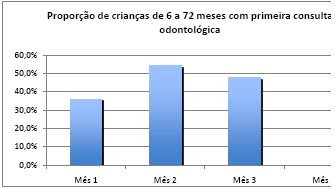 Proporção de crianças de 6 a 72 meses com primeira consulta
odontológica
60,0%
50,0%
40,0%
30,0%
20,0%
10,0%
0,0%
Mês 1 Mês 2 Mês 3 Mês